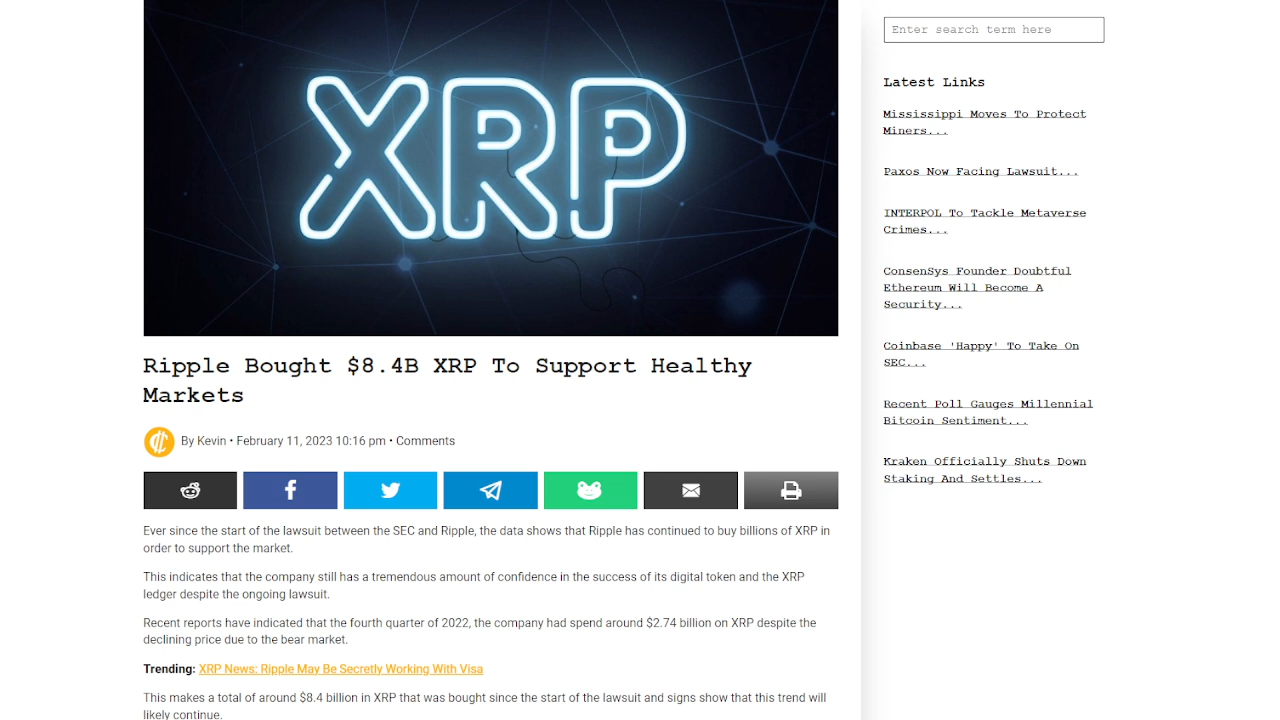 XRP
Ripple Bought $8.4B XRP To Support Healthy
Markets
By Kevin • February 11, 2023 10:16 pm • Comments
Ever since the start of the lawsuit between the SEC and Ripple, the data shows that Ripple has continued to buy billions of XRP in
order to support the market.
This indicates that the company still has a tremendous amount of confidence in the success of its digital token and the XRP
ledger despite the ongoing lawsuit.
Recent reports have indicated that the fourth quarter of 2022, the company had spend around $2.74 billion on XRP despite the
declining price due to the bear market.
Trending: XRP News: Ripple May Be Secretly Working With Visa
This makes a total of around $8.4 billion in XRP that was bought since the start of the lawsuit and signs show that this trend will
likely continue.
Enter search term here
Latest Links
Mississippi Moves To Protect
Miners...
Paxos Now Facing Lawsuit...
INTERPOL To Tackle Metaverse
Crimes...
ConsenSys Founder Doubtful
Ethereum Will Become A
Security...
Coinbase 'Happy' To Take On
SEC...
Recent Poll Gauges Millennial
Bitcoin Sentiment...
Kraken Officially Shuts Down
Staking And Settles...